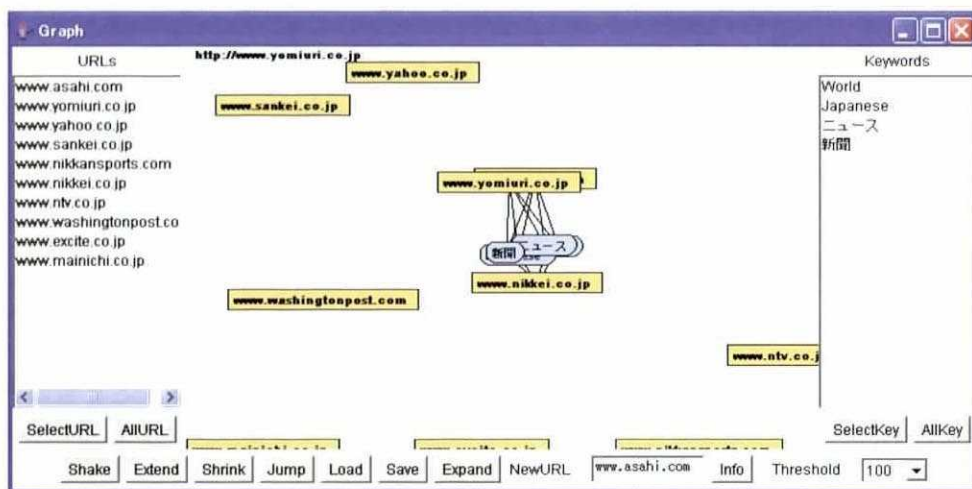 Graph
URLs
www.asahi.com
www.yomiuri.co.jp
www.yahoo.co.jp
www.sankei.co.jp
www.nikkansports.com
www.nikkei.co.jp
www.ntv.co.jp
www.washingtonpost.co
www.excite.co.jp
www.mainichi.co.jp
SelectURL AllURL
http://www.yomiuri.co.jp
www.yahoo.co.jp
www.sankei.co.jp
www.yomiuri.co.jp
ニュース
新聞
www.nikkei.co.jp
www.washingtonpost.com
www.ntv.co.j
Keywords
World
Japanese
ニュース
新聞
SelectKey AllKey
Shake Extend Shrink Jump Load Save Expand NewURL www.asahi.com Info Threshold 100